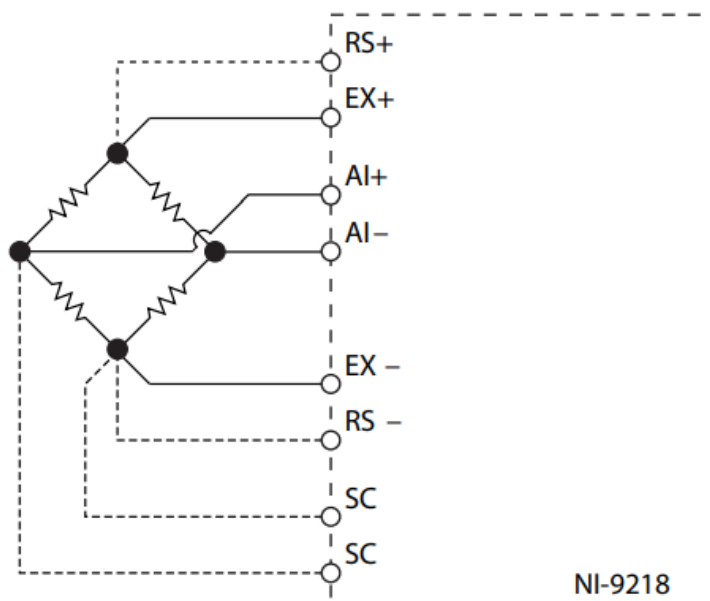 RS+
EX+
AI+
AI−
EX −
RS −
SC
SC
NI-9218